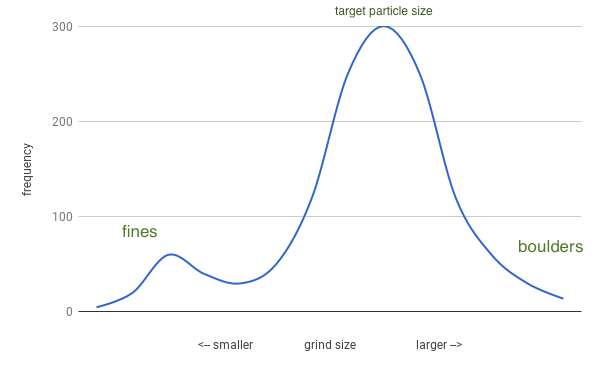 target particle size
300
200
frequency
100
fines
boulders
0
<-- smaller
grind size
larger -->